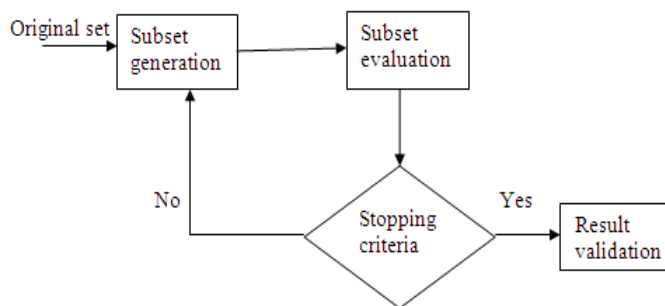 Original set
Subset
generation
Subset
evaluation
No
Stopping
criteria
Yes
Result
validation